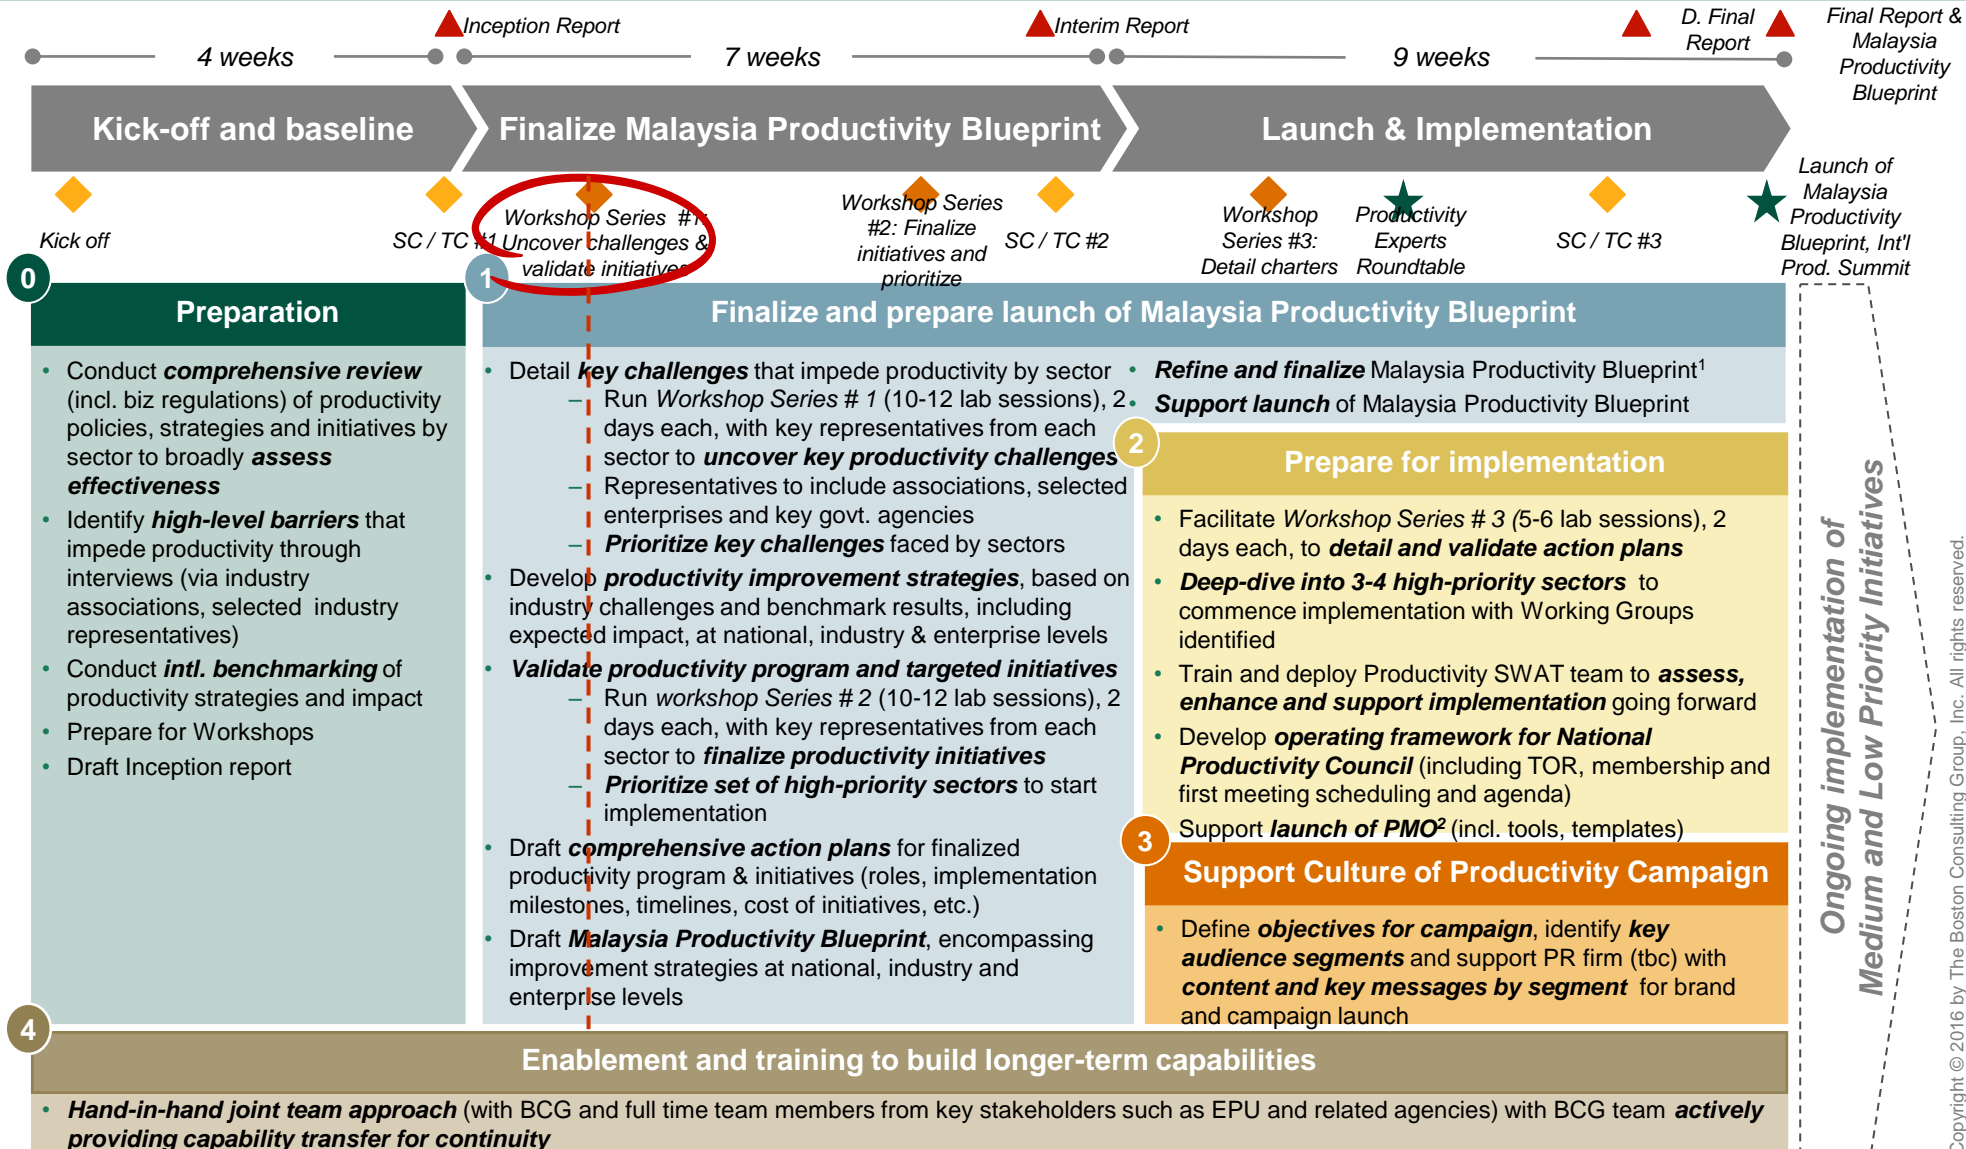 Inception Report
Interim Report
D. Final
Report
Final Report &
Malaysia
Productivity
Blueprint
4 weeks
7 weeks
9 weeks
Kick-off and baseline
Finalize Malaysia Productivity Blueprint
Launch & Implementation
Kick off
SC / TC #1
Workshop Series #1:
Uncover challenges &
validate initiatives
Workshop Series
#2: Finalize
initiatives and
prioritize
SC / TC #2
Workshop
Series #3:
Detail charters
Productivity
Experts
Roundtable
SC / TC #3
Launch of
Malaysia
Productivity
Blueprint, Int'l
Prod. Summit
0
Preparation
• Conduct comprehensive review
(incl. biz regulations) of productivity
policies, strategies and initiatives by
sector to broadly assess
effectiveness
• Identify high-level barriers that
impede productivity through
interviews (via industry
associations, selected industry
representatives)
• Conduct intl. benchmarking of
productivity strategies and impact
• Prepare for Workshops
• Draft Inception report
1
Finalize and prepare launch of Malaysia Productivity Blueprint
• Detail key challenges that impede productivity by sector
– Run Workshop Series # 1 (10-12 lab sessions), 2
days each, with key representatives from each
sector to uncover key productivity challenges
– Representatives to include associations, selected
enterprises and key govt. agencies
– Prioritize key challenges faced by sectors
• Develop productivity improvement strategies, based on
industry challenges and benchmark results, including
expected impact, at national, industry & enterprise levels
• Validate productivity program and targeted initiatives
– Run workshop Series # 2 (10-12 lab sessions), 2
days each, with key representatives from each
sector to finalize productivity initiatives
– Prioritize set of high-priority sectors to start
implementation
• Draft comprehensive action plans for finalized
productivity program & initiatives (roles, implementation
milestones, timelines, cost of initiatives, etc.)
• Draft Malaysia Productivity Blueprint, encompassing
improvement strategies at national, industry and
enterprise levels
• Refine and finalize Malaysia Productivity Blueprint1
• Support launch of Malaysia Productivity Blueprint
2
Prepare for implementation
• Facilitate Workshop Series # 3 (5-6 lab sessions), 2
days each, to detail and validate action plans
• Deep-dive into 3-4 high-priority sectors to
commence implementation with Working Groups
identified
• Train and deploy Productivity SWAT team to assess,
enhance and support implementation going forward
• Develop operating framework for National
Productivity Council (including TOR, membership and
first meeting scheduling and agenda)
Support launch of PMO2 (incl. tools, templates)
3
Support Culture of Productivity Campaign
• Define objectives for campaign, identify key
audience segments and support PR firm (tbc) with
content and key messages by segment for brand
and campaign launch
4
Enablement and training to build longer-term capabilities
• Hand-in-hand joint team approach (with BCG and full time team members from key stakeholders such as EPU and related agencies) with BCG team actively
providing capability transfer for continuity
Ongoing implementation of
Medium and Low Priority Initiatives
Copyright © 2016 by The Boston Consulting Group, Inc. All rights reserved.